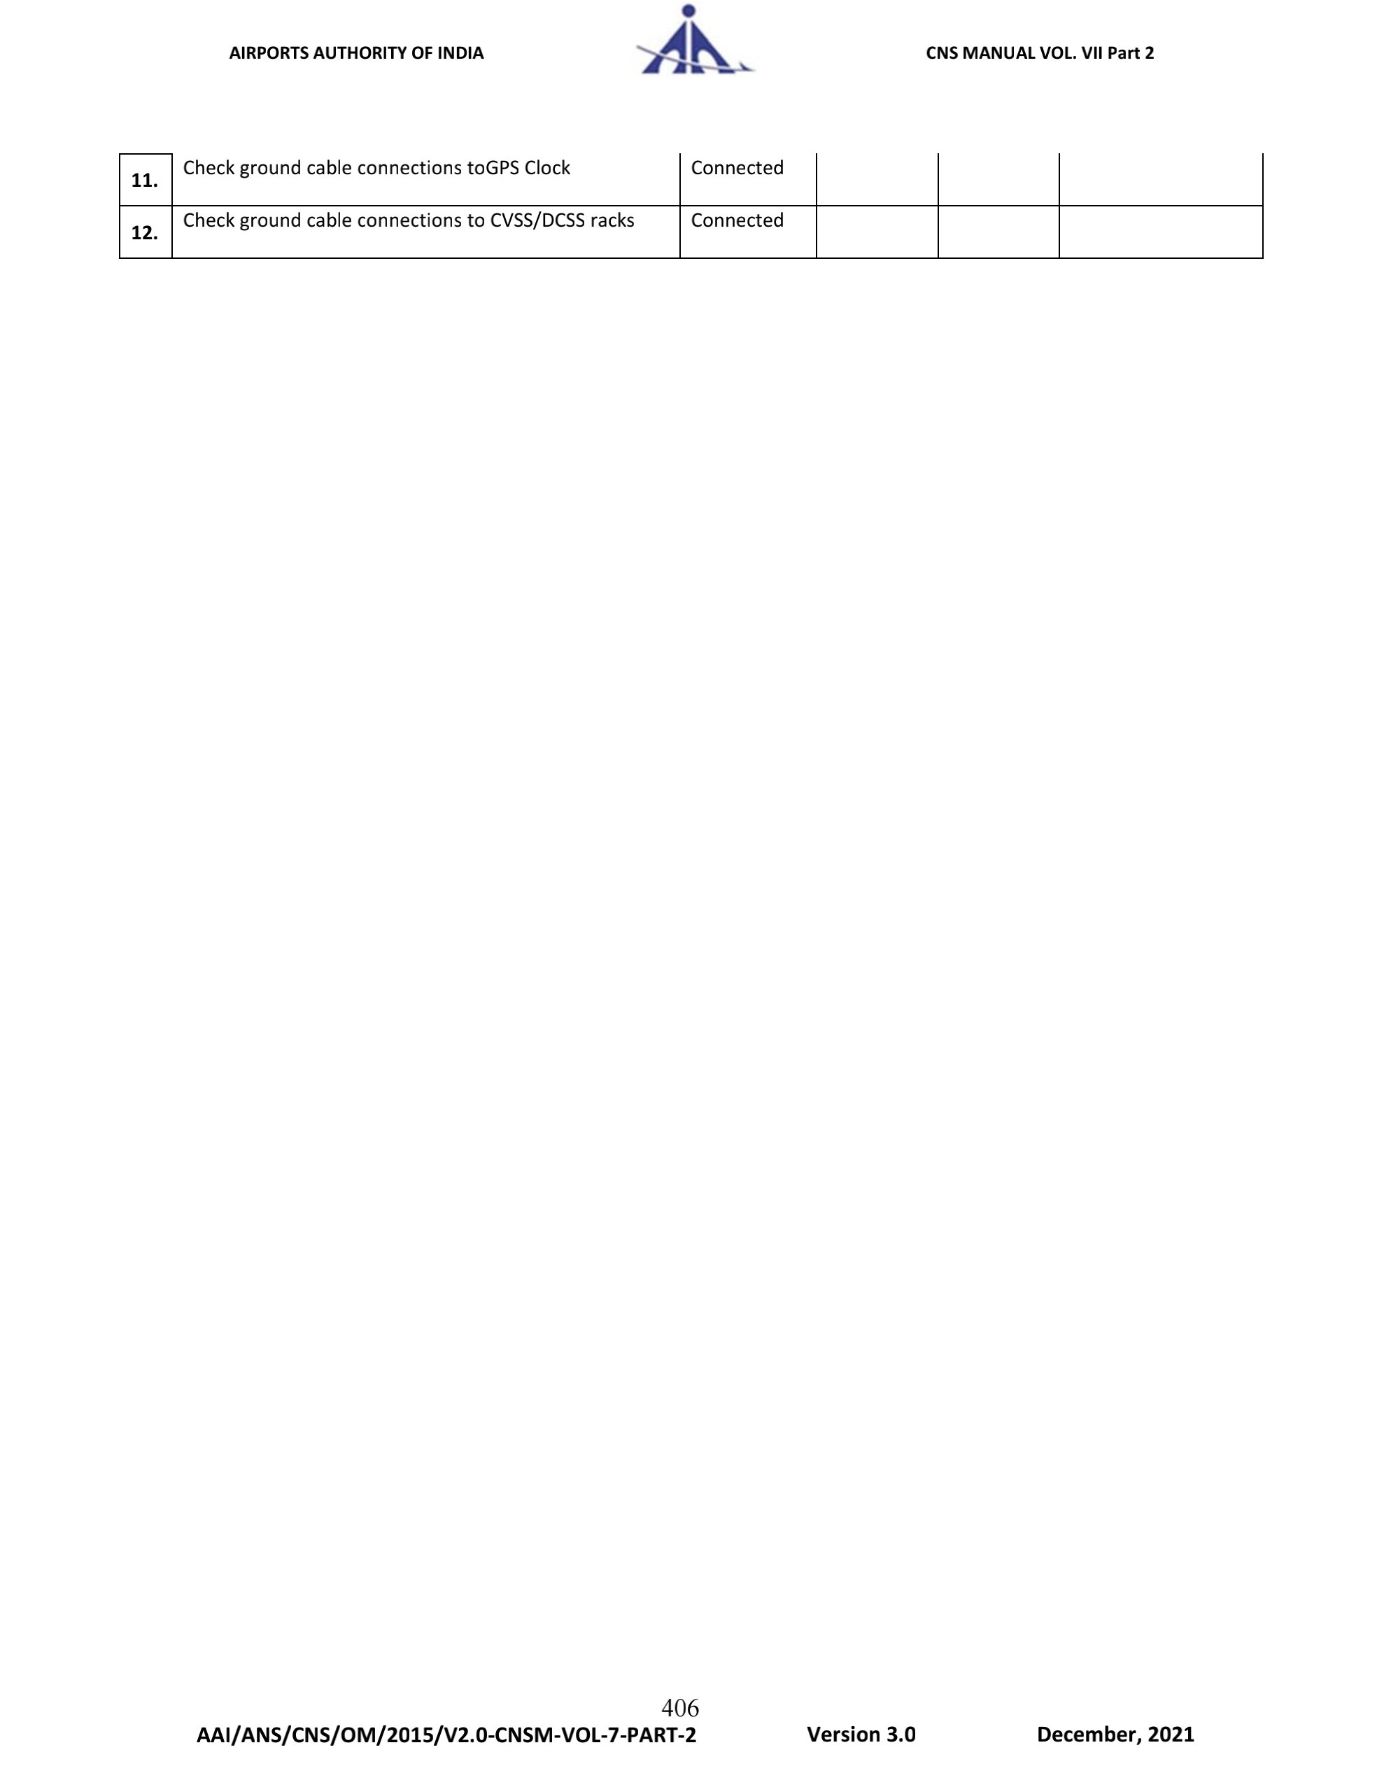 AIRPORTS AUTHORITY OF INDIA CNS MANUAL VOL. VII Part 2
11. Check ground cable connections toGPS Clock Connected
12. Check ground cable connections to CVSS/DCSS racks Connected
406
AAI/ANS/CNS/OM/2015/V2.0-CNSM-VOL-7-PART-2 Version 3.0 December, 2021